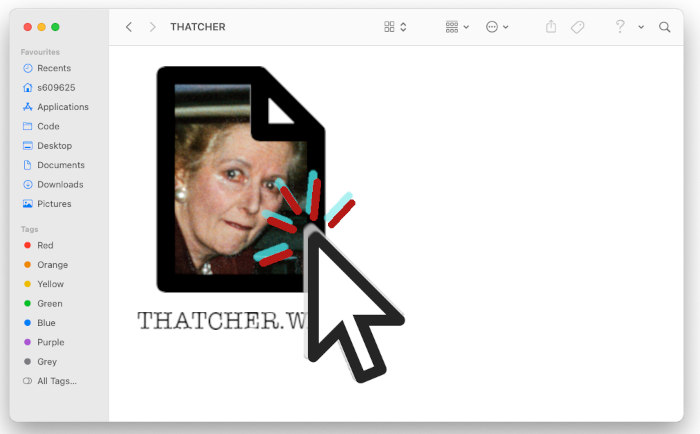 THATCHER
Favourites
Recents
s609625
Applications
Code
Desktop
Documents
Downloads
Pictures
Tags
Red
Orange
Yellow
Green
Blue
Purple
Grey
All Tags...
THATCHER.W